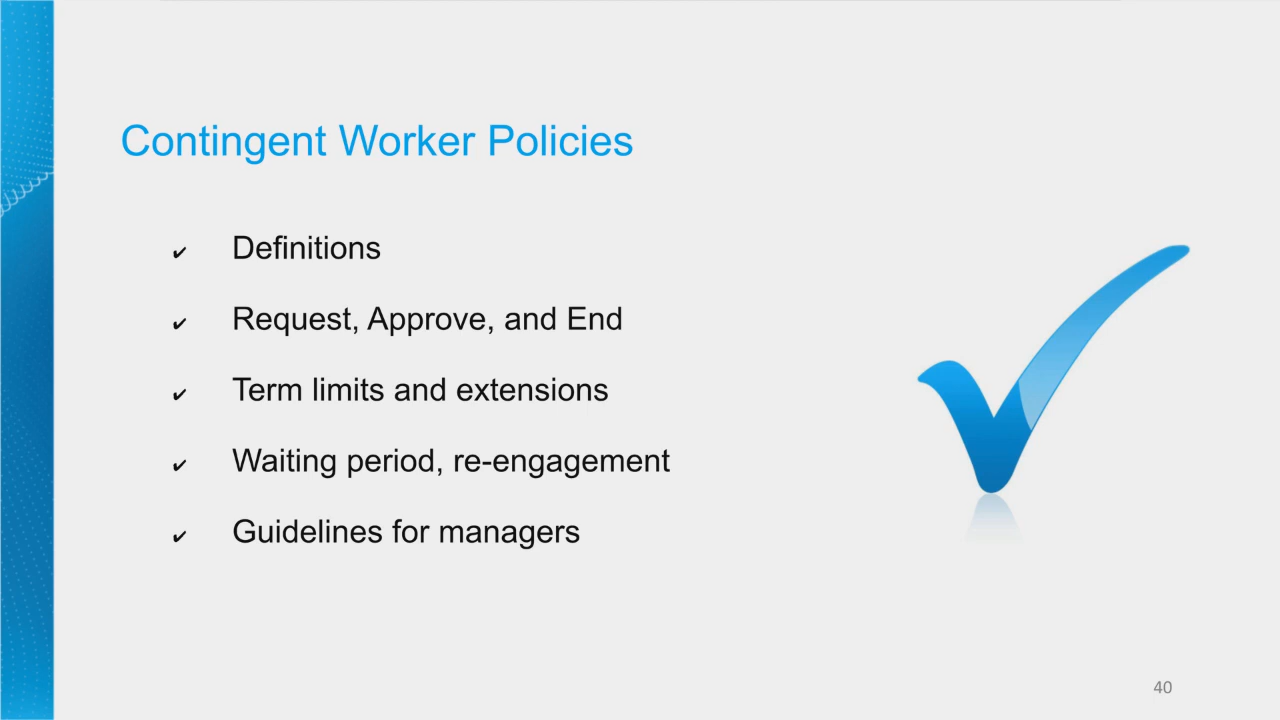 Contingent Worker Policies
✔ Definitions
✔ Request, Approve, and End
✔ Term limits and extensions
✔ Waiting period, re-engagement
✔ Guidelines for managers
40